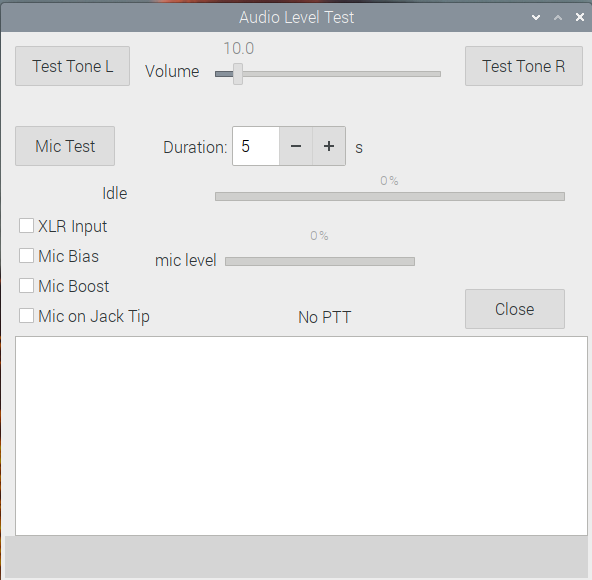 Audio Level Test
10.0
Test Tone L
Volume
Test Tone R
Mic Test
Duration: 5 s
Idle
0%
XLR Input
0%
Mic Bias
mic level
Mic Boost
Close
Mic on Jack Tip
No PTT